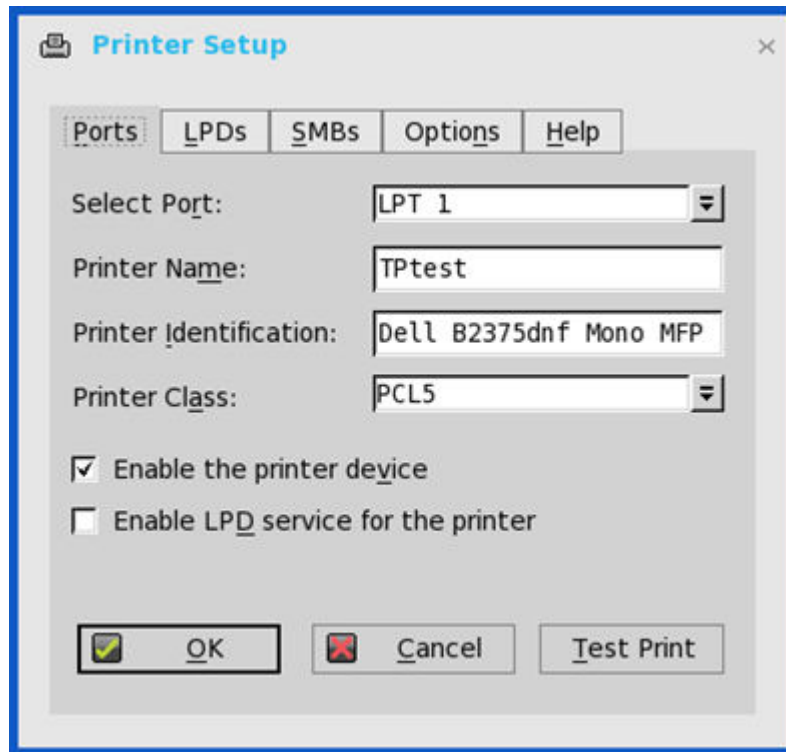 Printer Setup
Ports LPDs SMBs Options Help
Select Port: LPT 1
Printer Name: TPtest
Printer Identification: Dell B2375dnf Mono MFP
Printer Class: PCL5
Enable the printer device
Enable LPD service for the printer
OK Cancel Test Print